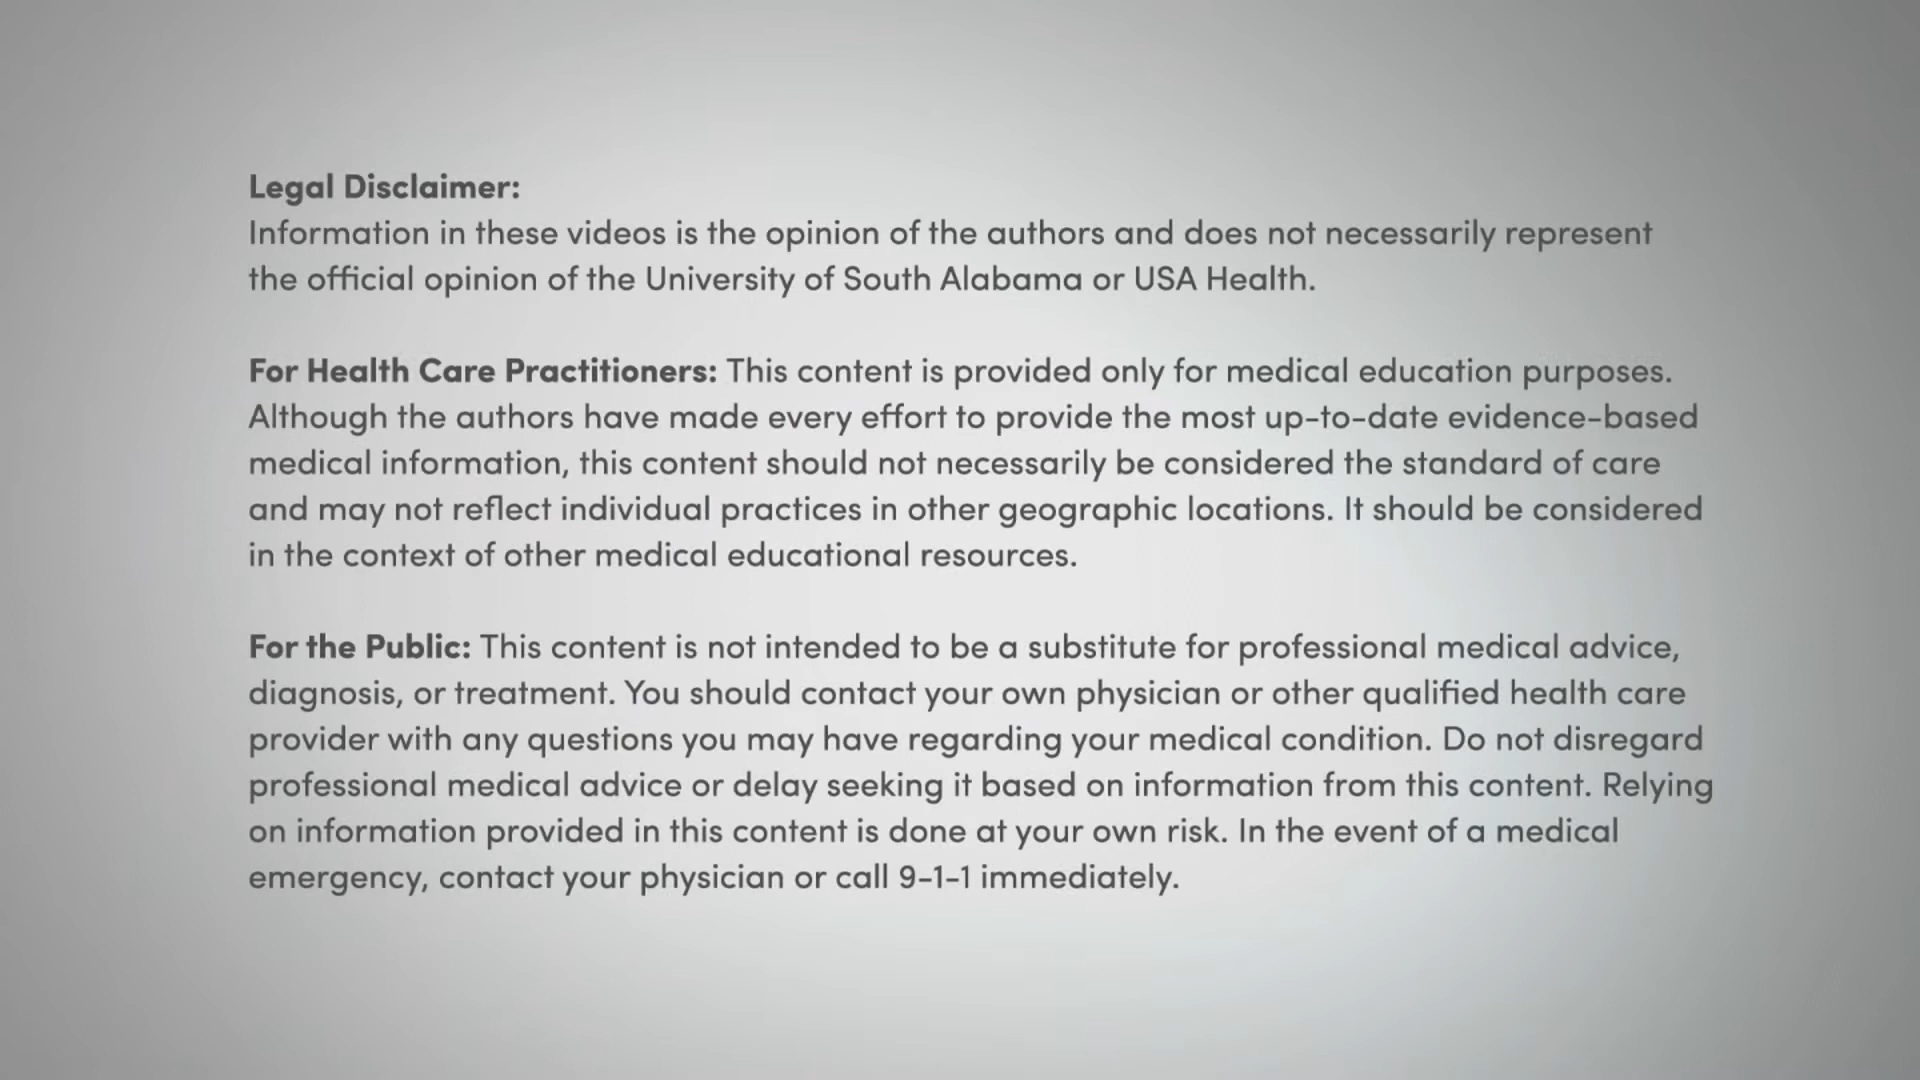 Legal Disclaimer:
Information in these videos is the opinion of the authors and does not necessarily represent
the official opinion of the University of South Alabama or USA Health.
For Health Care Practitioners: This content is provided only for medical education purposes.
Although the authors have made every effort to provide the most up-to-date evidence-based
medical information, this content should not necessarily be considered the standard of care
and may not reflect individual practices in other geographic locations. It should be considered
in the context of other medical educational resources.
For the Public: This content is not intended to be a substitute for professional medical advice,
diagnosis, or treatment. You should contact your own physician or other qualified health care
provider with any questions you may have regarding your medical condition. Do not disregard
professional medical advice or delay seeking it based on information from this content. Relying
on information provided in this content is done at your own risk. In the event of a medical
emergency, contact your physician or call 9-1-1 immediately.